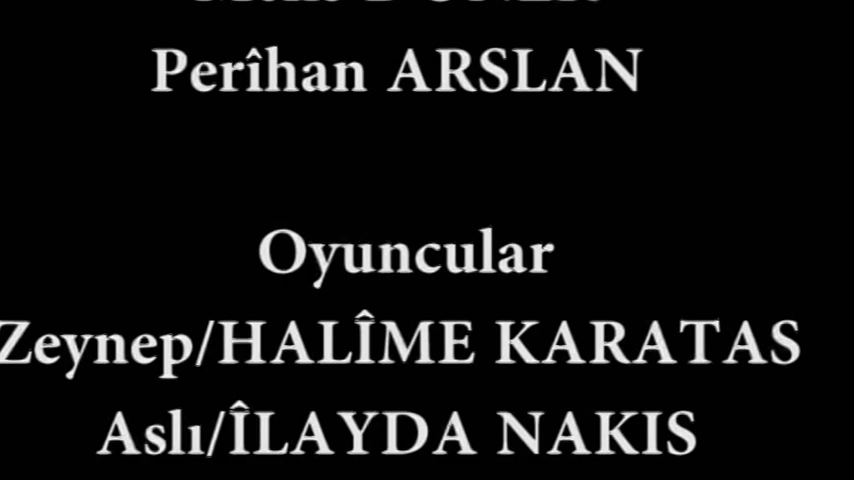 Perîhan ARSLAN
Oyuncular
Zeynep/HALÎME KARATAS
Aslı/ÎLAYDA NAKIS